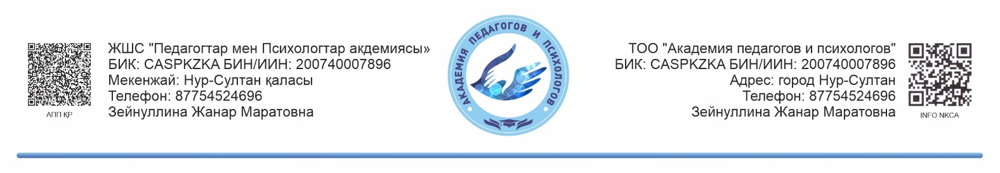 ЖШС "Педагогтар мен Психологтар акдемиясы»
БИК: CASPKZKA БИН/ИИН: 200740007896
Мекенжай: Нур-Султан қаласы
Телефон: 87754524696
Зейнуллина Жанар Маратовна
АПП ҚР
АКАДЕМИЯ ПЕДАГОГОВ И ПСИХОЛОГОВ
ТОО "Академия педагогов и психологов"
БИК: CASPKZKA БИН/ИИН: 200740007896
Адрес: город Нур-Султан
Телефон: 87754524696
Зейнуллина Жанар Маратовна
INFO NKCA